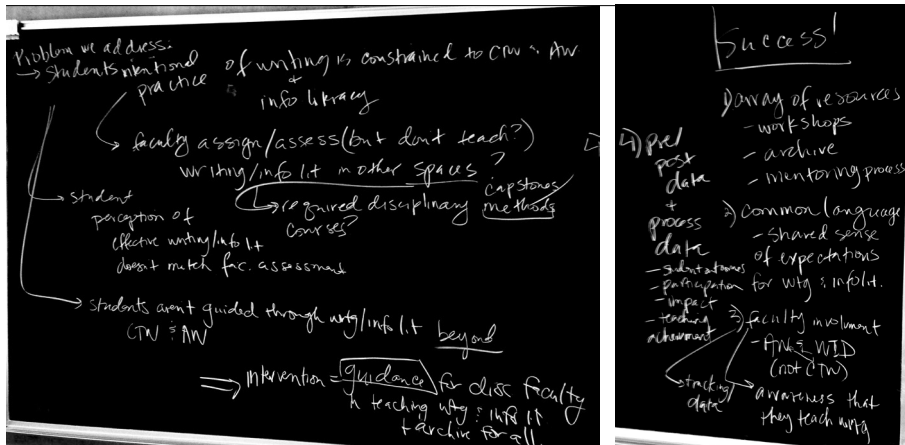 Problem we address:
→ students intentional
practice
of writing is constrained to CTW & AW
+
info literacy
→ faculty assign/assess (but don't teach?)
writing/info lit in other spaces?
→ required disciplinary
courses?
capstones
methods
→ student
perception of
effective writing/info lit
doesn't match fac. assessment
→ students aren't guided through wrtg/info lit beyond
CTW & AW
⇒ intervention = guidance for disc faculty
in teaching wtg & info lit
+ archive for all.
Success!
1) array of resources
- workshops
- archive
- mentoring process
2) common language
- shared sense
of expectations
for wtg & info lit.
3) faculty involvment
- AW & WID
(not CTW)
→ awareness that
they teach wrtg
→ tracking
data
4) pre/
post
data
+
process
data
- student outcomes
- participation
- impact
- teaching
achievement